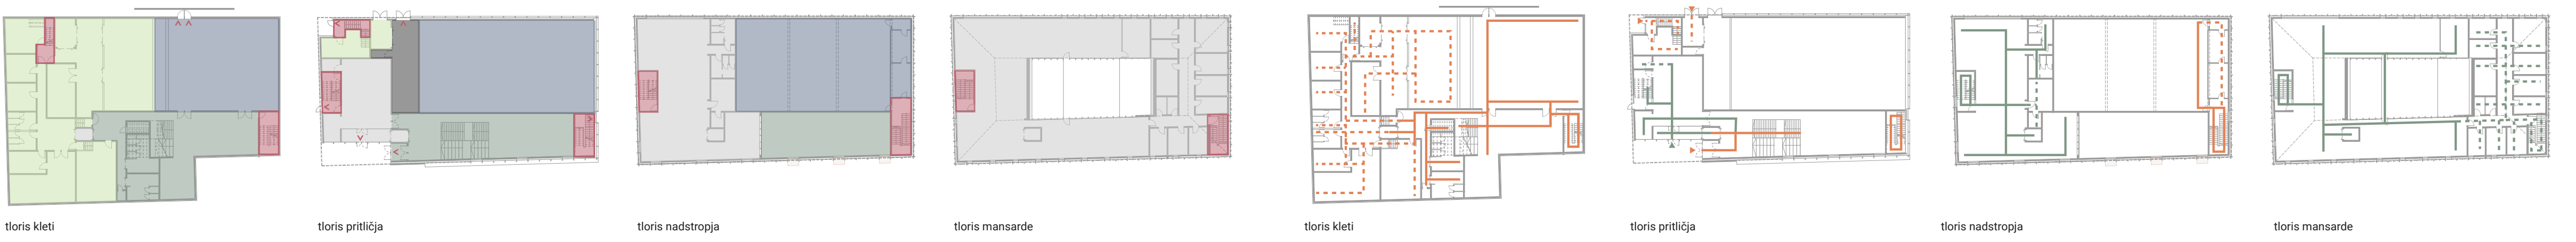 tloris kleti
tloris pritličja
tloris nadstropja
tloris mansarde
tloris kleti
tloris pritličja
tloris nadstropja
tloris mansarde